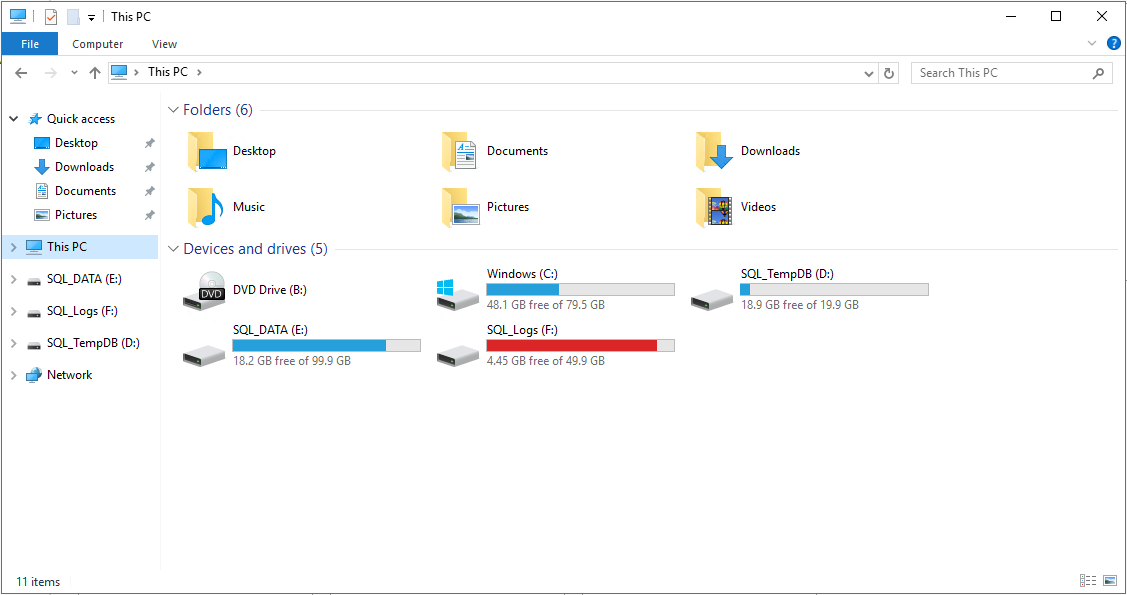 This PC
File Computer View ?
This PC Search This PC
Quick access
Desktop
Downloads
Documents
Pictures
This PC
SQL_DATA (E:)
SQL_Logs (F:)
SQL_TempDB (D:)
Network
Folders (6)
Desktop Documents Downloads
Music Pictures Videos
Devices and drives (5)
DVD
DVD Drive (B:)
Windows (C:)
48.1 GB free of 79.5 GB
SQL_TempDB (D:)
18.9 GB free of 19.9 GB
SQL_DATA (E:)
18.2 GB free of 99.9 GB
SQL_Logs (F:)
4.45 GB free of 49.9 GB
11 items